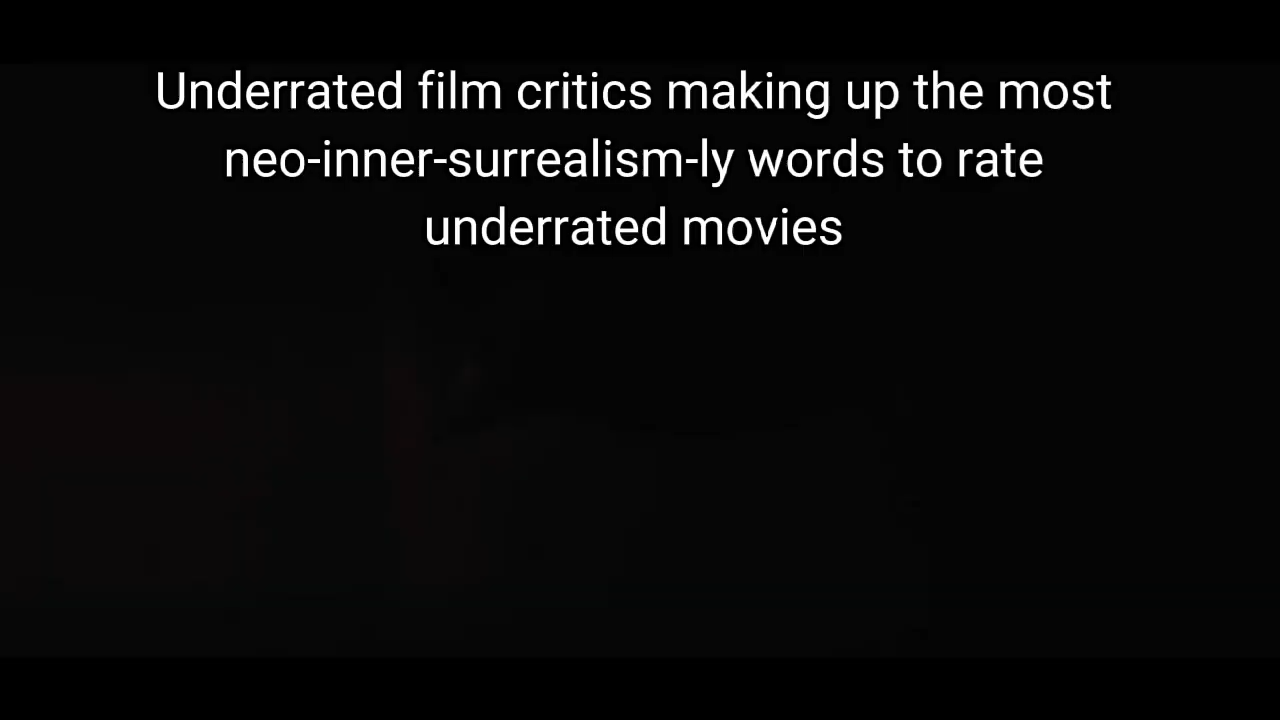 Underrated film critics making up the most
neo-inner-surrealism-ly words to rate
underrated movies